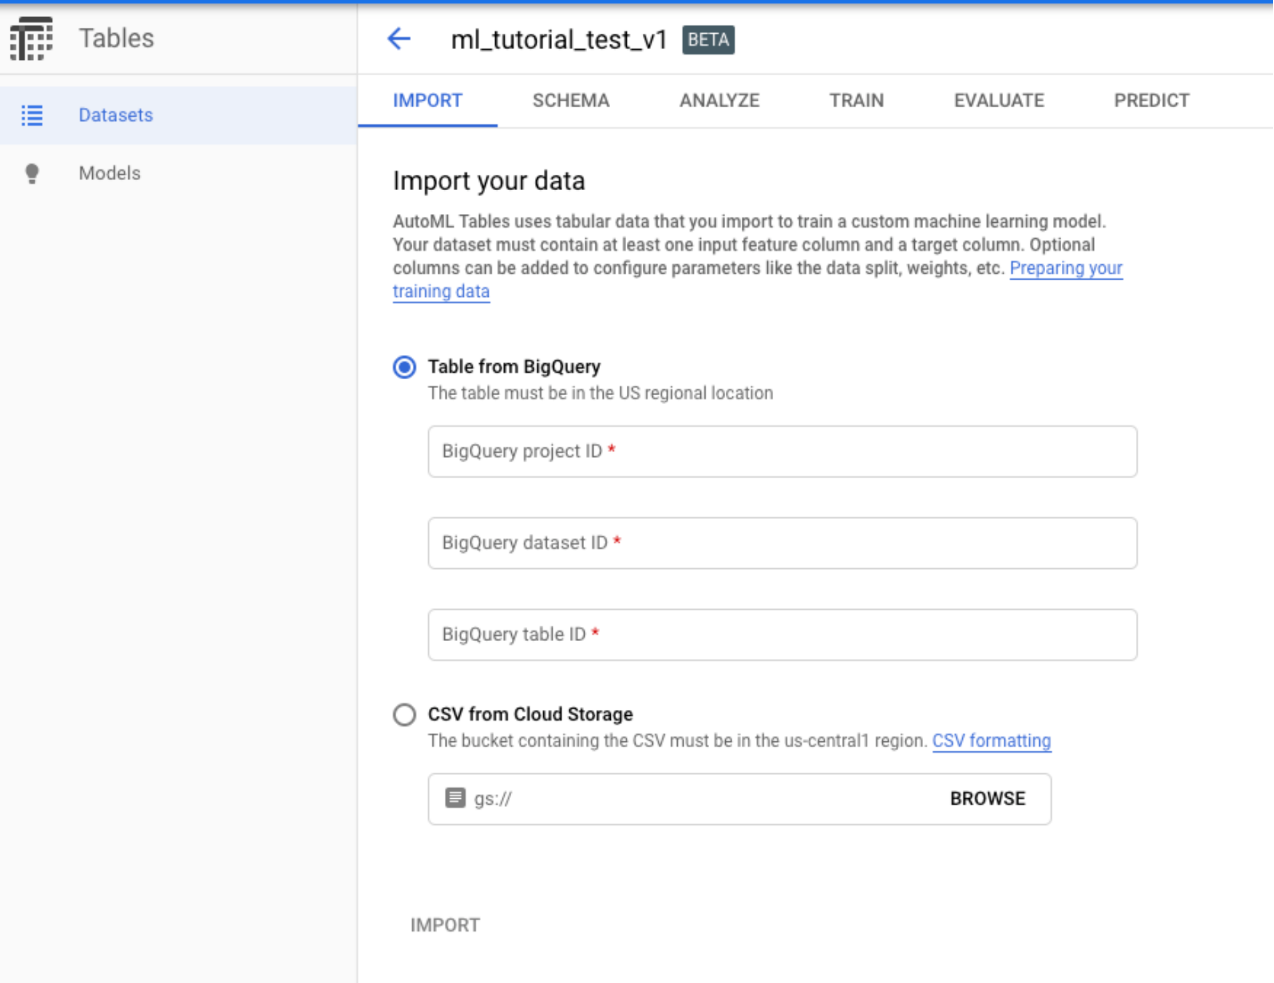 Tables
ml_tutorial_test_v1 BETA
Datasets
Models
IMPORT SCHEMA ANALYZE TRAIN EVALUATE PREDICT
Import your data
AutoML Tables uses tabular data that you import to train a custom machine learning model.
Your dataset must contain at least one input feature column and a target column. Optional
columns can be added to configure parameters like the data split, weights, etc. Preparing your
training data
Table from BigQuery
The table must be in the US regional location
BigQuery project ID *
BigQuery dataset ID *
BigQuery table ID *
CSV from Cloud Storage
The bucket containing the CSV must be in the us-central1 region. CSV formatting
gs:// BROWSE
IMPORT